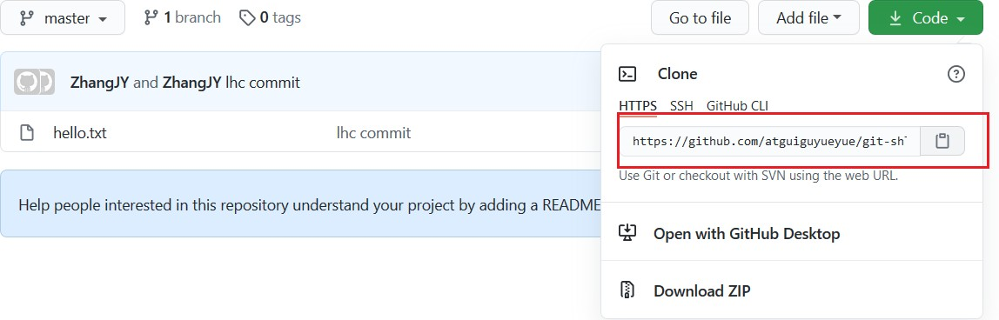 master 1 branch 0 tags Go to file Add file Code
ZhangJY and ZhangJY lhc commit
hello.txt lhc commit
Help people interested in this repository understand your project by adding a README
Clone
HTTPS SSH GitHub CLI
https://github.com/atguiguyueyue/git-sh
Use Git or checkout with SVN using the web URL.
Open with GitHub Desktop
Download ZIP